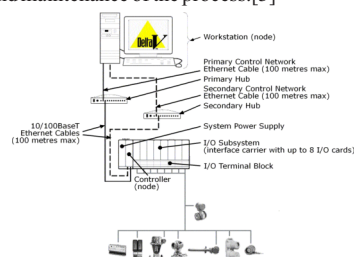 d maintenance of the process.[5]
DeltaV
Workstation (node)
Primary Control Network
Ethernet Cable (100 metres max)
Primary Hub
Secondary Control Network
Ethernet Cable (100 metres max)
Secondary Hub
10/100BaseT
Ethernet Cables
(100 metres max)
System Power Supply
I/O Subsystem
(interface carrier with up to 8 I/O cards)
I/O Terminal Block
Controller
(node)